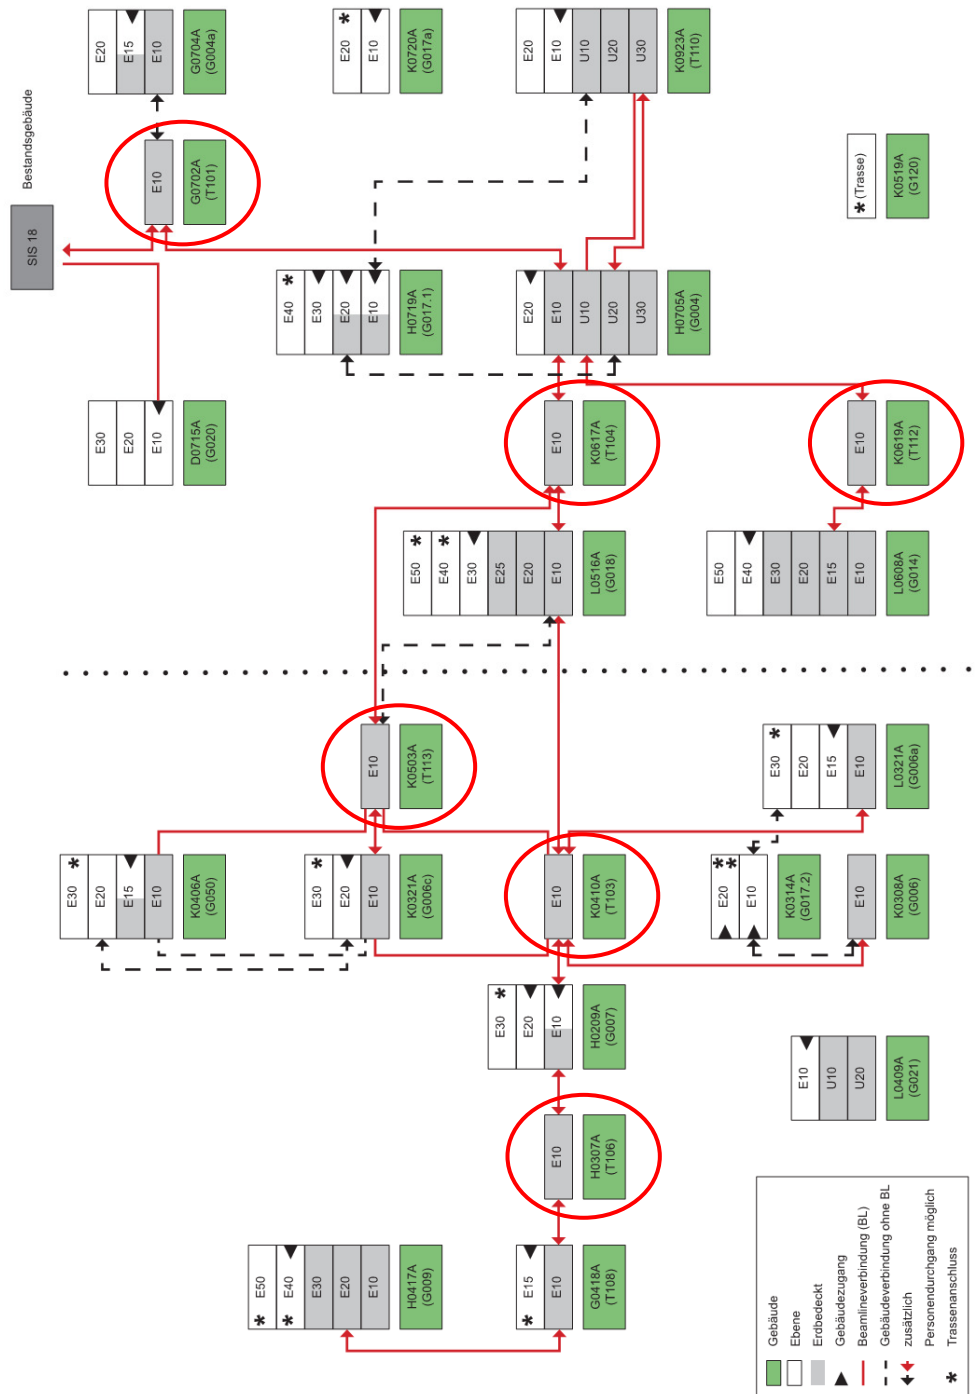 Bestandsgebäude
SIS 18
E20
E15
E10
G0704A
(G004a)
E10
G0702A
(T101)
E30
E20
E10
D0715A
(G020)
E20
E10
K0720A
(G017a)
E40
E30
E20
E10
H0719A
(G017.1)
E20
E10
U10
U20
U30
K0923A
(T110)
E20
E10
U10
U20
U30
H0705A
(G004)
(Trasse)
K0519A
(G120)
E10
K0617A
(T104)
E10
K0619A
(T112)
E50
E40
E30
E25
E20
E10
L0516A
(G018)
E50
E40
E30
E20
E15
E10
L0608A
(G014)
E10
K0503A
(T113)
E30
E20
E15
E10
L0321A
(G006a)
E30
E20
E15
E10
K0406A
(G050)
E30
E20
E10
K0321A
(G006c)
E10
K0410A
(T103)
E20
E10
K0314A
(G017.2)
E10
K0308A
(G006)
E30
E20
E10
H0209A
(G007)
E10
U10
U20
L0409A
(G021)
E10
H0307A
(T106)
E50
E40
E30
E20
E10
H0417A
(G009)
E15
E10
G0418A
(T108)
Gebäude
Ebene
Erdbedeckt
Gebäudezugang
Beamlineverbindung (BL)
Gebäudeverbindung ohne BL
zusätzlich
Personendurchgang möglich
Trassenanschluss